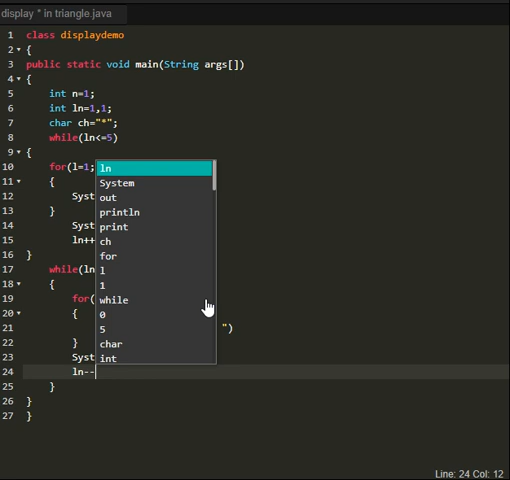 display * in triangle.java
1 class displaydemo
2 {
3 public static void main(String args[])
4 {
5 int n=1;
6 int ln=1,1;
7 char ch="*";
8 while(ln<=5)
9 {
10 for(l=1;
11 {
12 Syst
13 }
14 Syst
15 ln++
16 }
17 while(ln
18 {
19 for(
20 {
21 ")
22 }
23 Syst
24 ln--
25 }
26 }
27 }
ln
System
out
println
print
ch
for
l
1
while
0
5
char
int
Line: 24 Col: 12